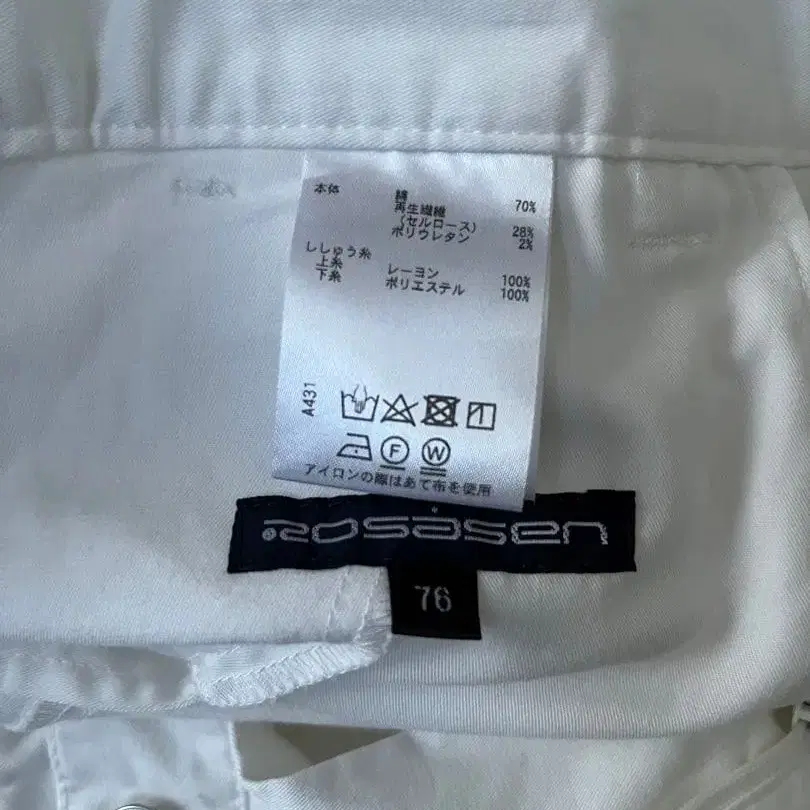 本体 綿 70%
再生繊維
(セルロース) 28%
ポリウレタン 2%
ししゅう糸
上糸 レーヨン 100%
下糸 ポリエステル 100%
A431
F W
アイロンの際はあて布を使用
rosasen
76